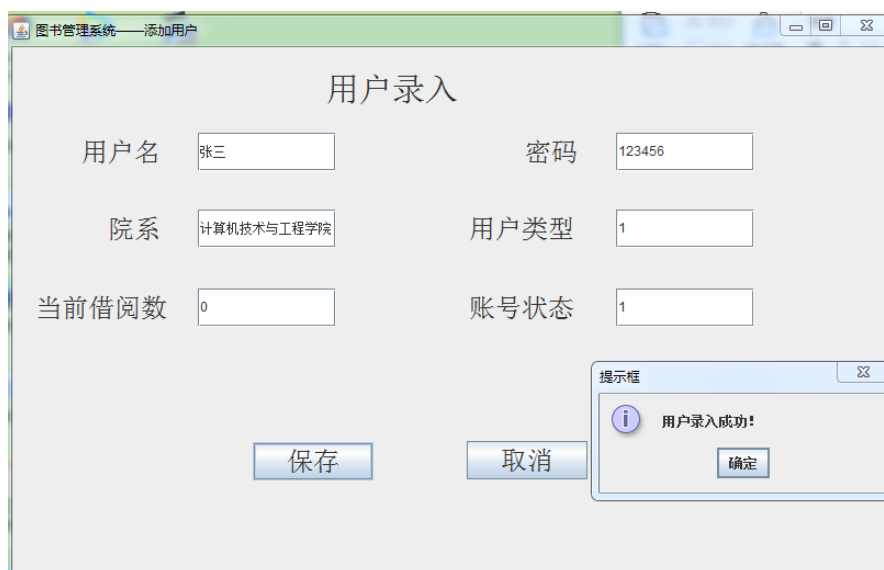 图书管理系统——添加用户
用户录入
用户名 张三 密码 123456
院系 计算机技术与工程学院 用户类型 1
当前借阅数 0 账号状态 1
提示框
用户录入成功!
确定
保存 取消